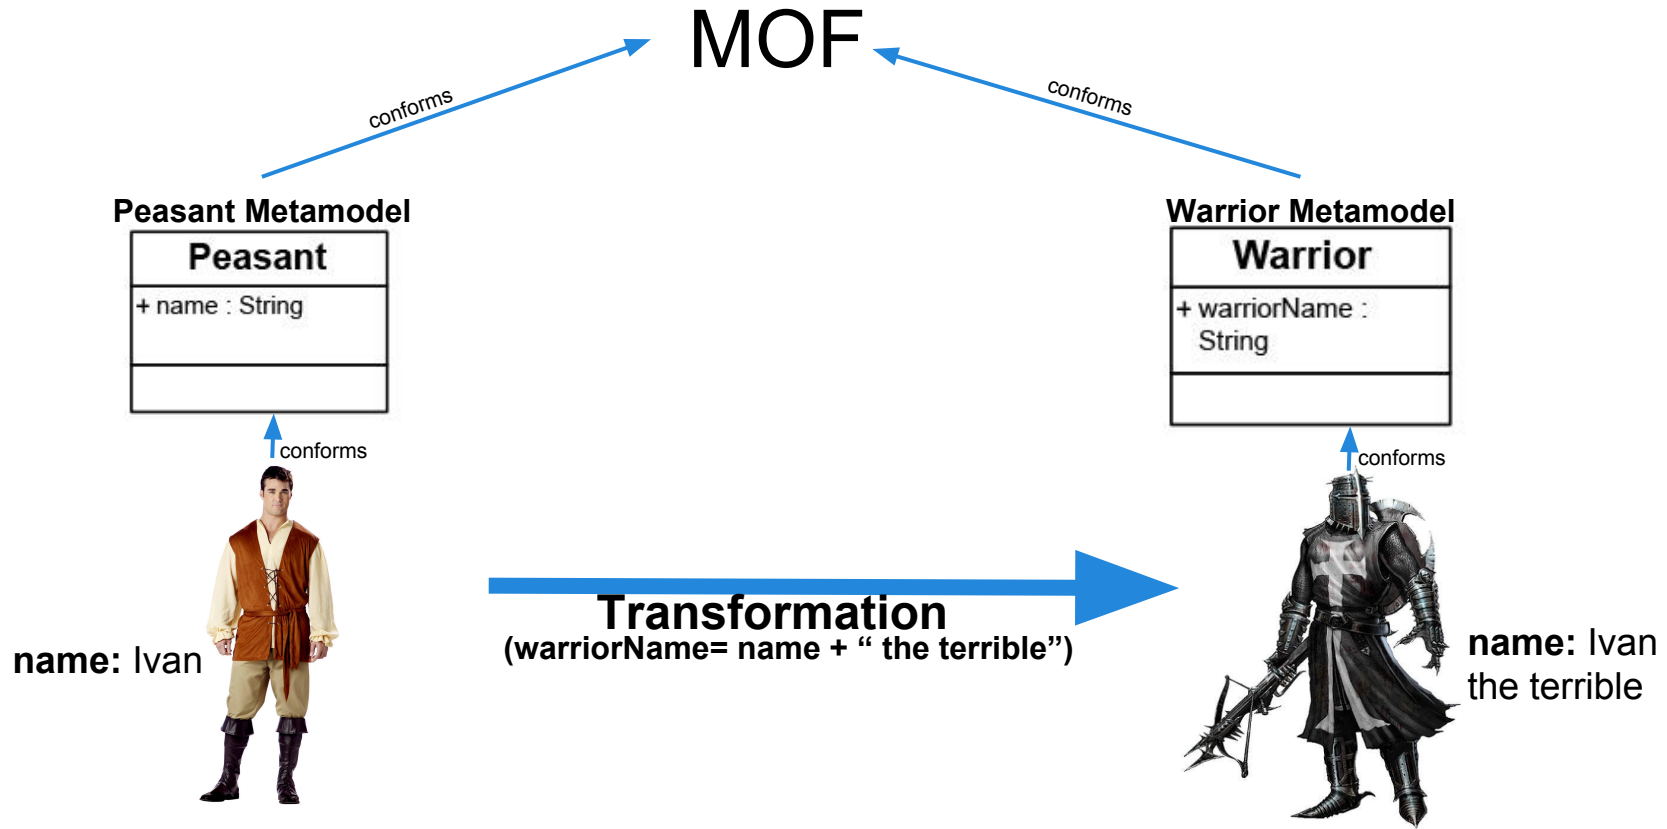 MOF
conforms
conforms
Peasant Metamodel
Peasant
+ name : String
conforms
Warrior Metamodel
Warrior
+ warriorName :
String
conforms
name: Ivan
Transformation
(warriorName= name + “ the terrible”)
name: Ivan
the terrible